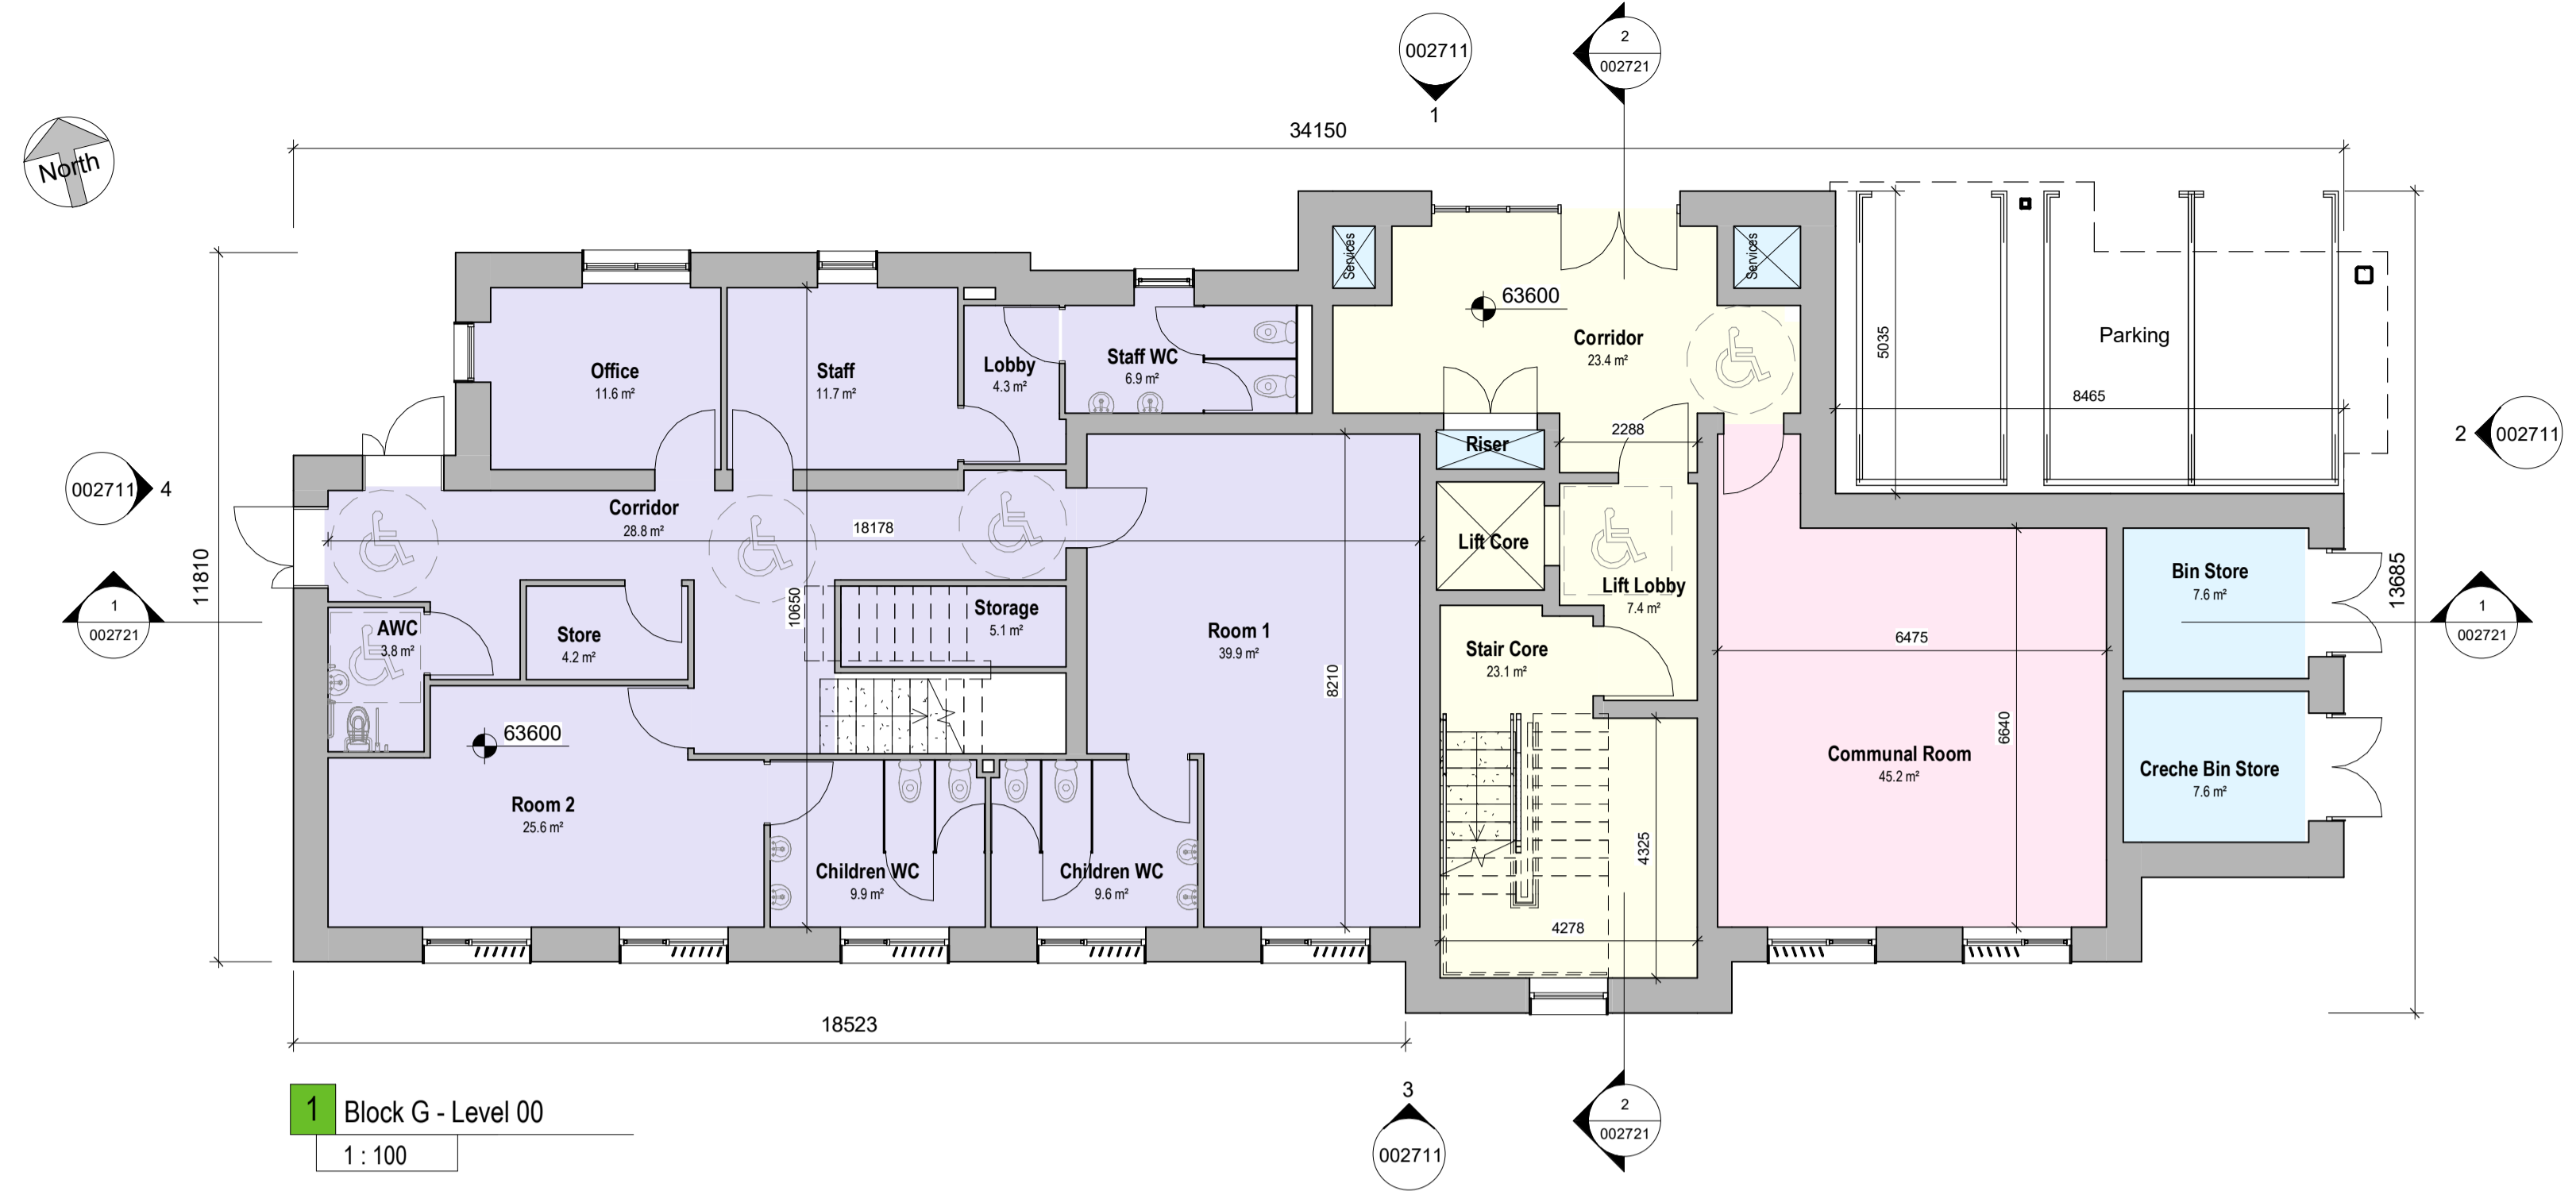 002711
1
2
002721
34150
North
Services
Services
63600
Corridor
23.4 m²
5035
Parking
8465
Office
11.6 m²
Staff
11.7 m²
Lobby
4.3 m²
Staff WC
6.9 m²
2288
Riser
2
002711
002711
4
Corridor
28.8 m²
18178
Lift Core
Lift Lobby
7.4 m²
11810
13685
1
002721
AWC
3.8 m²
Store
4.2 m²
10650
Storage
5.1 m²
Room 1
39.9 m²
8210
Stair Core
23.1 m²
6475
Bin Store
7.6 m²
1
002721
63600
6640
Communal Room
45.2 m²
Creche Bin Store
7.6 m²
Room 2
25.6 m²
Children WC
9.9 m²
Children WC
9.6 m²
4325
4278
18523
1
Block G - Level 00
1 : 100
3
002711
2
002721